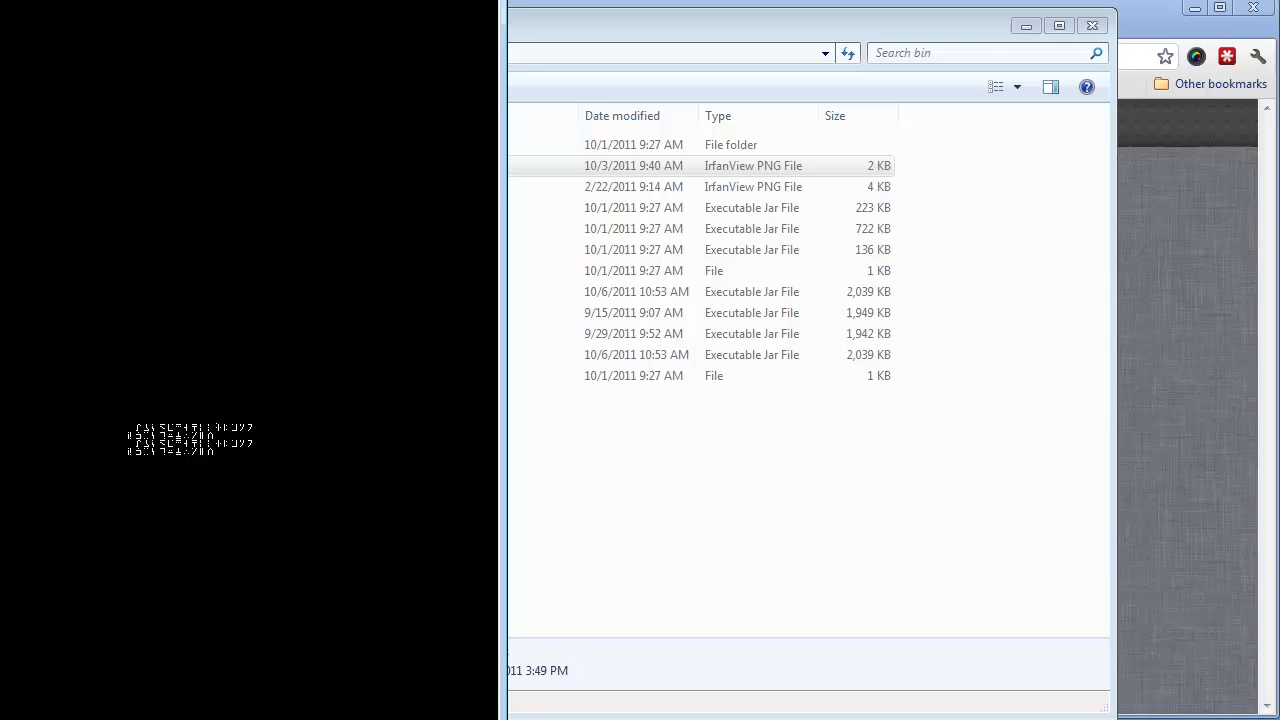 Search bin
Other bookmarks
Date modified Type Size
10/1/2011 9:27 AM File folder
10/3/2011 9:40 AM IrfanView PNG File 2 KB
2/22/2011 9:14 AM IrfanView PNG File 4 KB
10/1/2011 9:27 AM Executable Jar File 223 KB
10/1/2011 9:27 AM Executable Jar File 722 KB
10/1/2011 9:27 AM Executable Jar File 136 KB
10/1/2011 9:27 AM File 1 KB
10/6/2011 10:53 AM Executable Jar File 2,039 KB
9/15/2011 9:07 AM Executable Jar File 1,949 KB
9/29/2011 9:52 AM Executable Jar File 1,942 KB
10/6/2011 10:53 AM Executable Jar File 2,039 KB
10/1/2011 9:27 AM File 1 KB
011 3:49 PM